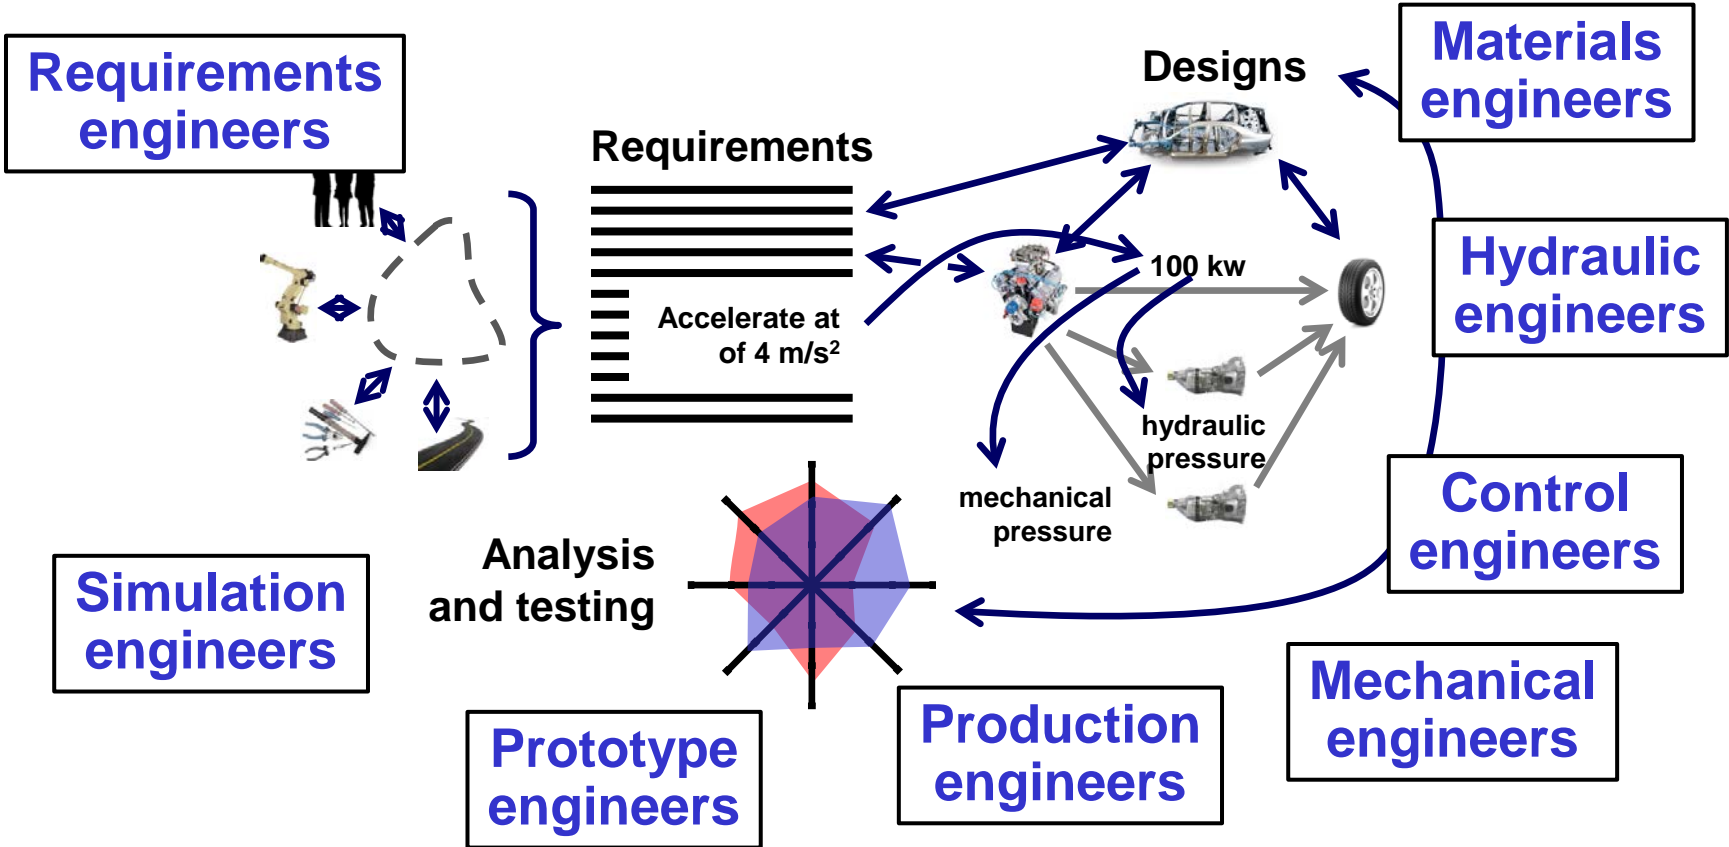 Requirements
engineers
Requirements
Accelerate at
of 4 m/s²
Designs
100 kw
hydraulic
pressure
mechanical
pressure
Materials
engineers
Hydraulic
engineers
Control
engineers
Mechanical
engineers
Analysis
and testing
Simulation
engineers
Prototype
engineers
Production
engineers